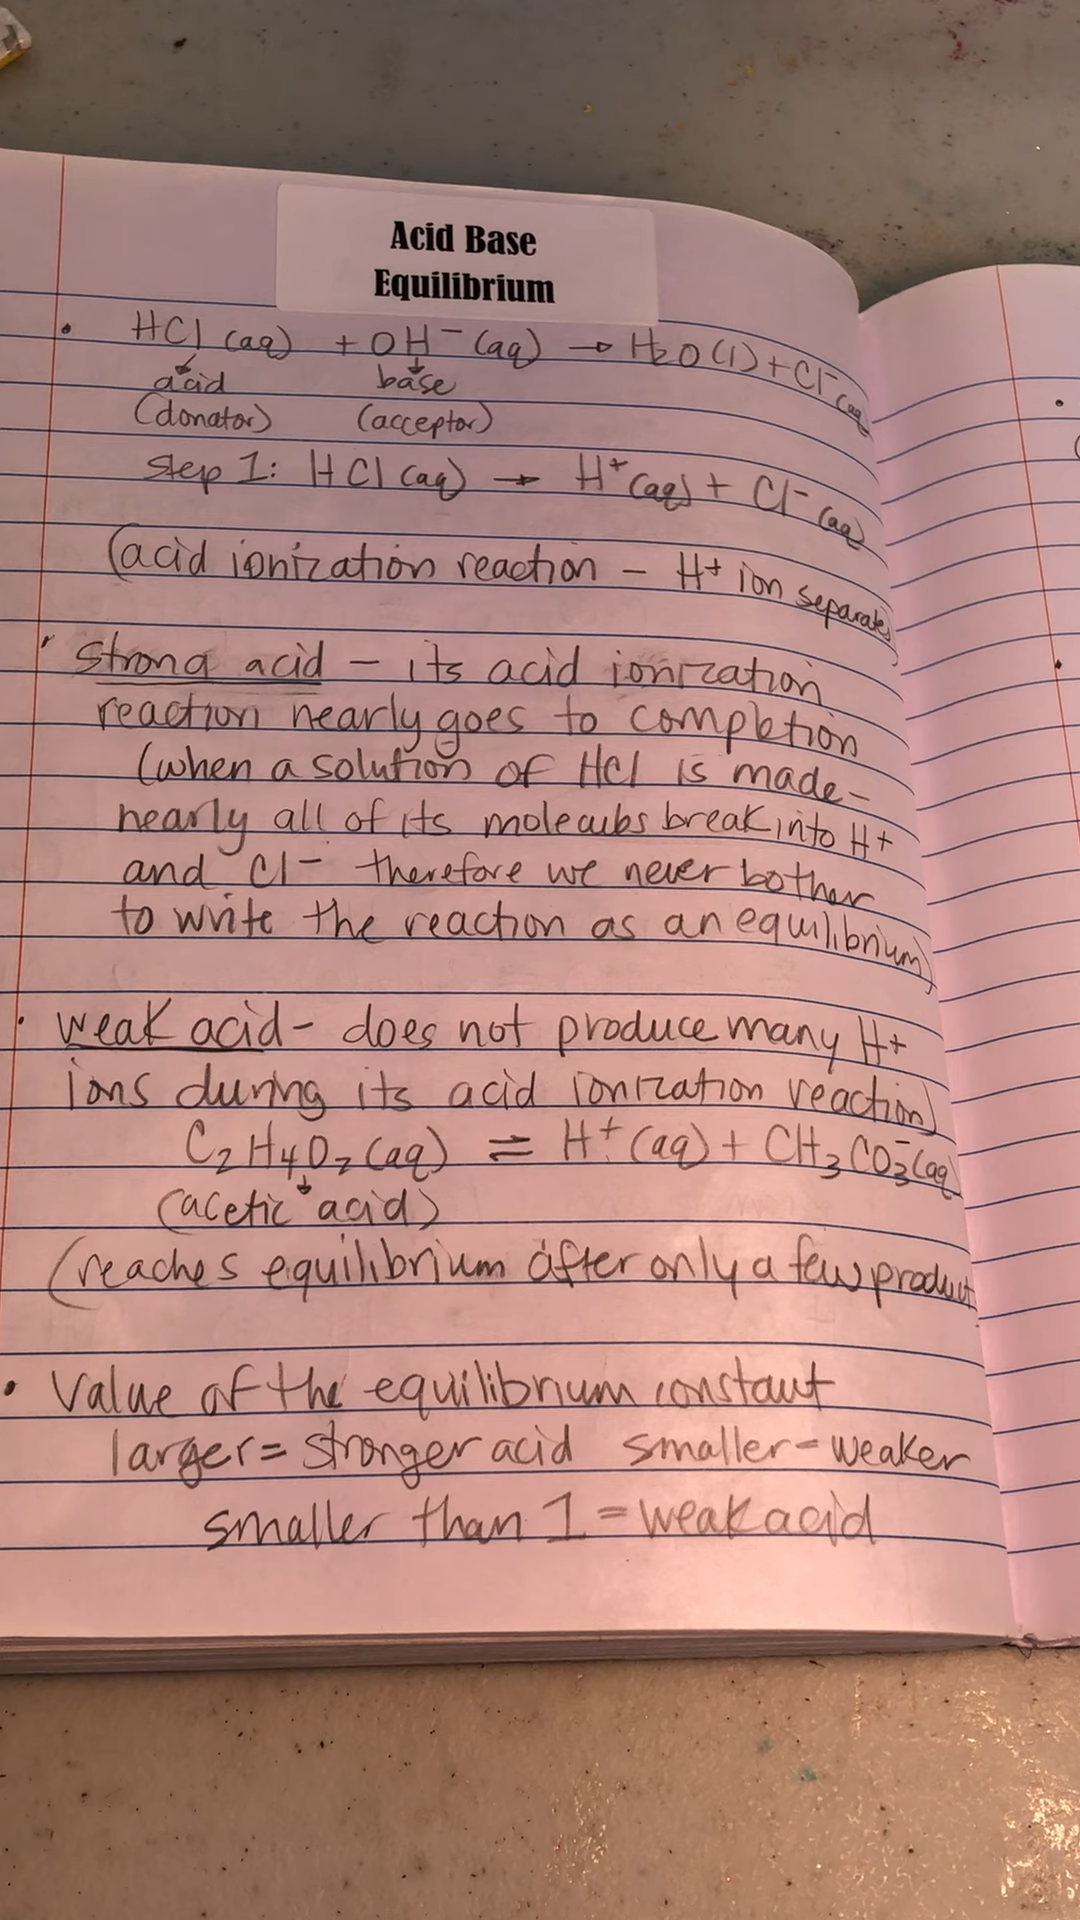 Acid Base
Equilibrium
• HCl (aq) + OH⁻ (aq) → H₂O (l) + Cl⁻ (aq)
acid base
(donator) (acceptor)
Step 1: HCl (aq) → H⁺ (aq) + Cl⁻ (aq)
(acid ionization reaction – H⁺ ion separates
• strong acid – its acid ionization
reaction nearly goes to completion
(when a solution of HCl is made –
nearly all of its molecules break into H+
and Cl– therefore we never bother
to write the reaction as an equilibrium)
• weak acid – does not produce many H+
ions during its acid ionization reaction)
C₂H₄O₂ (aq) ⇌ H⁺ (aq) + CH₃CO₃⁻ (aq
(acetic acid)
(reaches equilibrium after only a few product
• Value of the equilibrium constant
larger = stronger acid smaller = weaker
smaller than 1 = weak acid